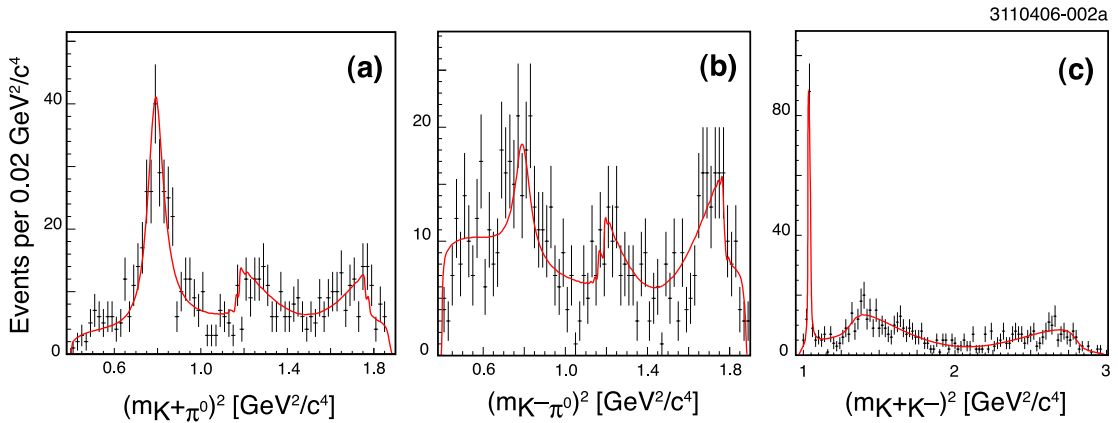 3110406-002a
Events per 0.02 GeV²/c⁴
(a)
40
20
0
0.6 1.0 1.4 1.8
(mK+π⁰)² [GeV²/c⁴]
(b)
20
10
0
0.6 1.0 1.4 1.8
(mK−π⁰)² [GeV²/c⁴]
(c)
80
40
0
1 2 3
(mK+K−)² [GeV²/c⁴]